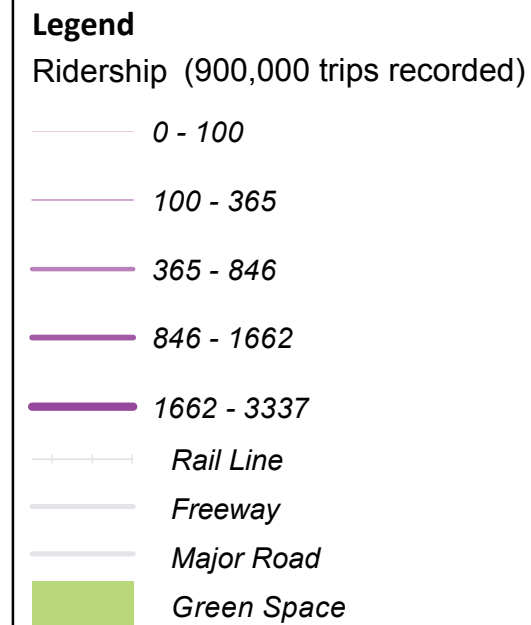 Legend
Ridership (900,000 trips recorded)
0 - 100
100 - 365
365 - 846
846 - 1662
1662 - 3337
Rail Line
Freeway
Major Road
Green Space